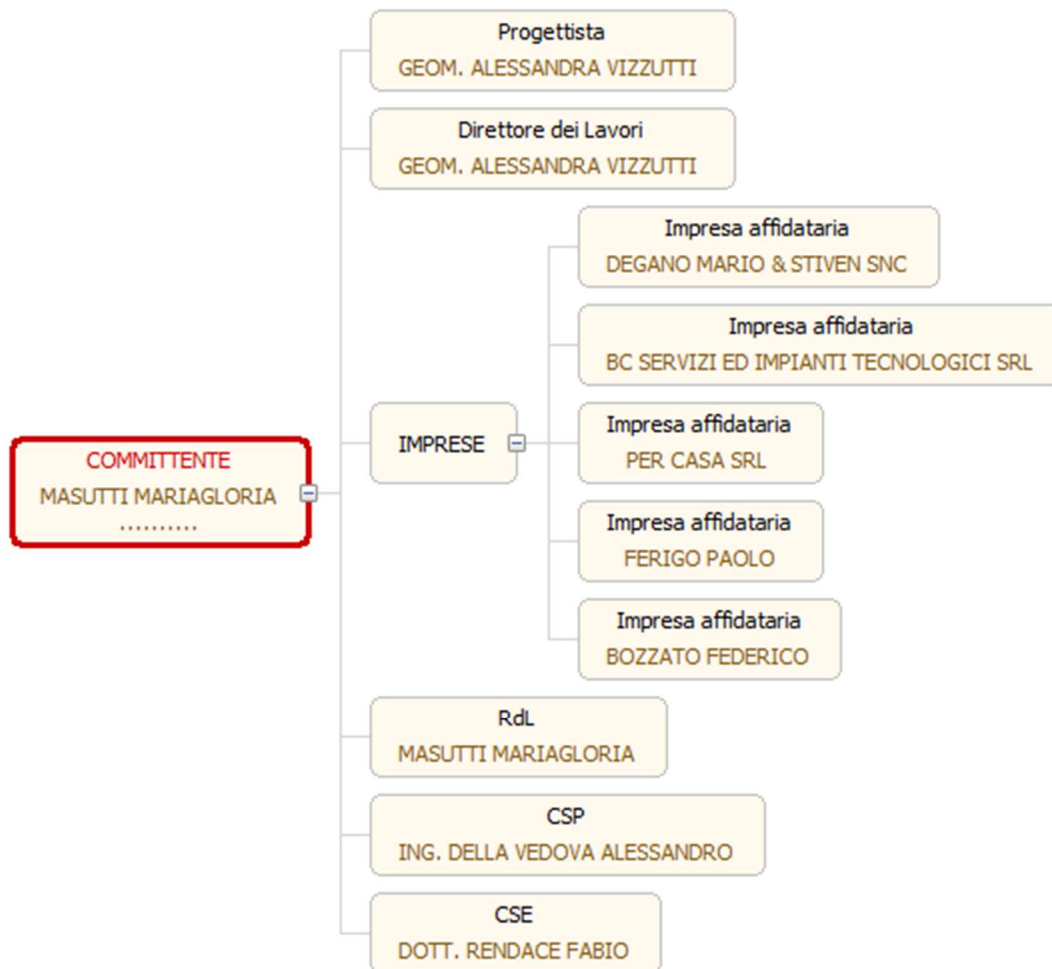 Progettista
GEOM. ALESSANDRA VIZZUTTI
Direttore dei Lavori
GEOM. ALESSANDRA VIZZUTTI
Impresa affidataria
DEGANO MARIO & STIVEN SNC
Impresa affidataria
BC SERVIZI ED IMPIANTI TECNOLOGICI SRL
IMPRESE
Impresa affidataria
PER CASA SRL
COMMITTENTE
MASUTTI MARIAGLORIA
..........
Impresa affidataria
FERIGO PAOLO
Impresa affidataria
BOZZATO FEDERICO
RdL
MASUTTI MARIAGLORIA
CSP
ING. DELLA VEDOVA ALESSANDRO
CSE
DOTT. RENDACE FABIO